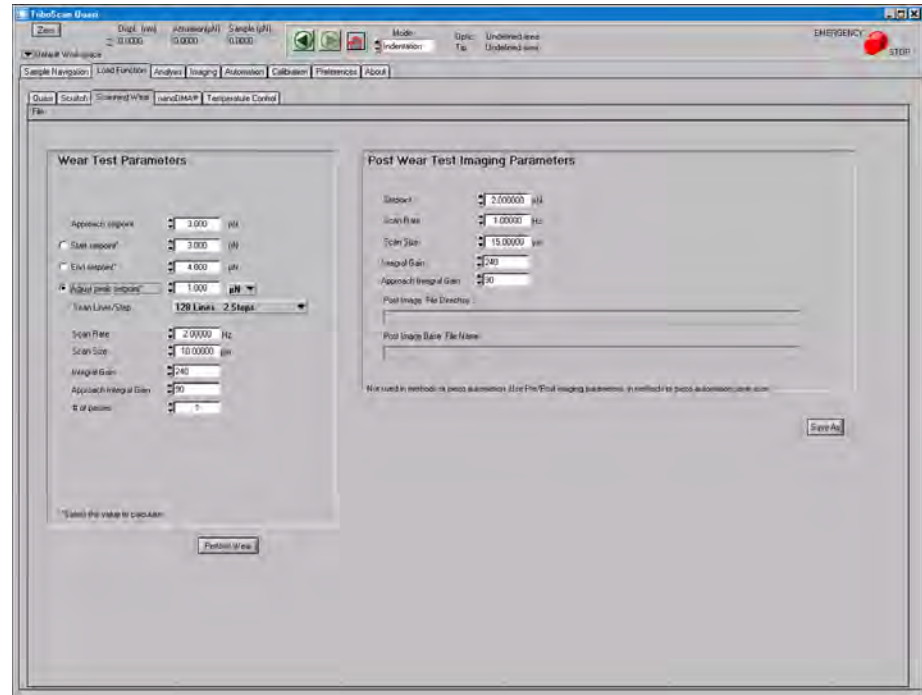 TriboScan Quasi
Zero Displ. (nm) Actuation(µN) Sample (µN) Mode: Optic: Undefined area EMERGENCY
0.0000 0.0000 0.0000 Indentation Tip: Undefined area STOP
Default Workspace
Sample Navigation Load Function Analysis Imaging Automation Calibration Preferences About
Quasi Scratch Scanned Wear nanoDMA® Temperature Control
File
Wear Test Parameters
Approach setpoint 3.000 µN
Start setpoint* 3.000 µN
End setpoint* 4.000 µN
Adjust peak setpoint* 1.000 µN
Scan Lines/Step 128 Lines 2 Steps
Scan Rate 2.00000 Hz
Scan Size 10.00000 µm
Integral Gain 240
Approach Integral Gain 90
# of passes 1
*Select the value to calculate
Perform Wear
Post Wear Test Imaging Parameters
Setpoint 2.000000 µN
Scan Rate 1.00000 Hz
Scan Size 15.00000 µm
Integral Gain 240
Approach Integral Gain 90
Post Image File Directory
Post Image Base File Name
Not used in methods or piezo automation. Use Pre/Post imaging parameters in methods or piezo automation
Save As